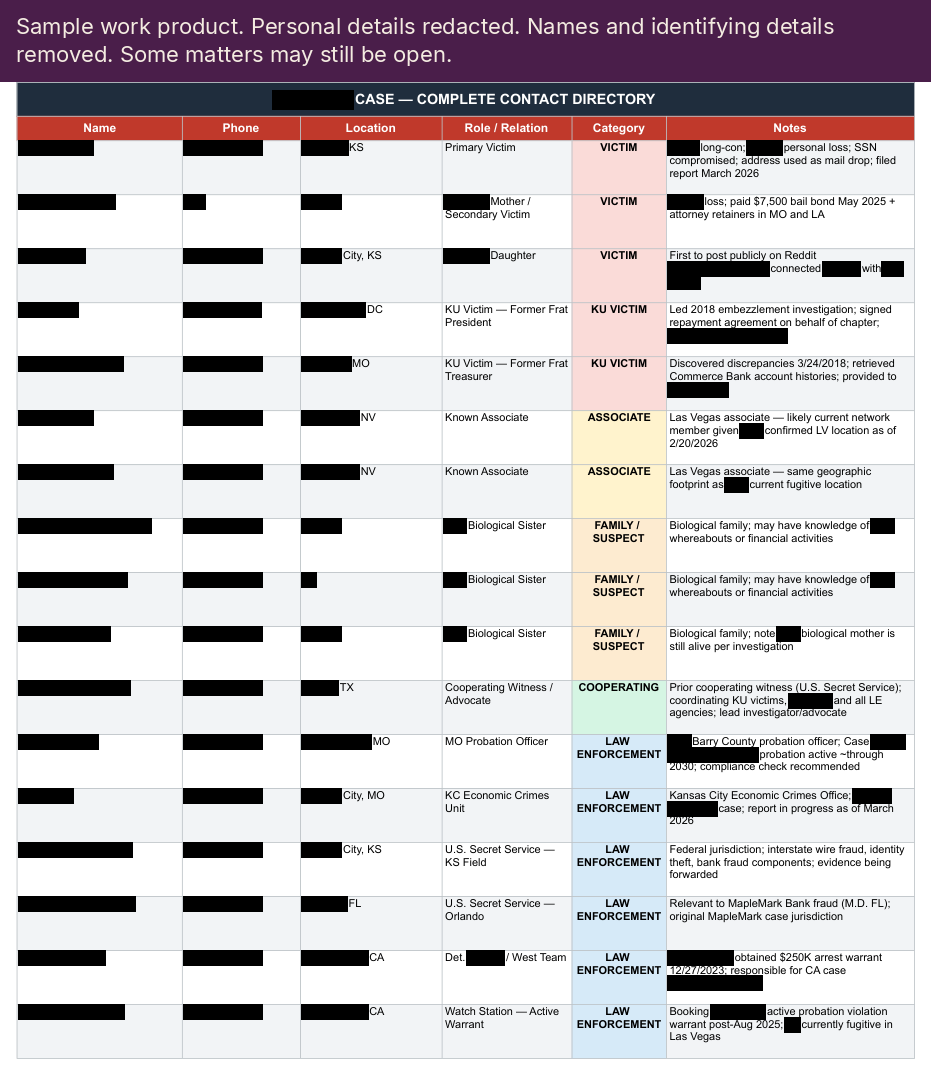 Sample work product. Personal details redacted. Names and identifying details
removed. Some matters may still be open.
CASE — COMPLETE CONTACT DIRECTORY
Name Phone Location Role / Relation Category Notes
KS Primary Victim VICTIM long-con; personal loss; SSN
compromised; address used as mail drop; filed
report March 2026
Mother / VICTIM loss; paid $7,500 bail bond May 2025 +
Secondary Victim attorney retainers in MO and LA
City, KS Daughter VICTIM First to post publicly on Reddit
connected with
DC KU Victim — Former Frat KU VICTIM Led 2018 embezzlement investigation; signed
President repayment agreement on behalf of chapter;
MO KU Victim — Former Frat KU VICTIM Discovered discrepancies 3/24/2018; retrieved
Treasurer Commerce Bank account histories; provided to
NV Known Associate ASSOCIATE Las Vegas associate — likely current network
member given confirmed LV location as of
2/20/2026
NV Known Associate ASSOCIATE Las Vegas associate — same geographic
footprint as current fugitive location
Biological Sister FAMILY / Biological family; may have knowledge of
SUSPECT whereabouts or financial activities
Biological Sister FAMILY / Biological family; may have knowledge of
SUSPECT whereabouts or financial activities
Biological Sister FAMILY / Biological family; note biological mother is
SUSPECT still alive per investigation
TX Cooperating Witness / COOPERATING Prior cooperating witness (U.S. Secret Service);
Advocate coordinating KU victims, and all LE
agencies; lead investigator/advocate
MO MO Probation Officer LAW Barry County probation officer; Case
ENFORCEMENT probation active ~through
2030; compliance check recommended
City, MO KC Economic Crimes LAW Kansas City Economic Crimes Office;
Unit ENFORCEMENT case; report in progress as of March
2026
City, KS U.S. Secret Service — LAW Federal jurisdiction; interstate wire fraud, identity
KS Field ENFORCEMENT theft, bank fraud components; evidence being
forwarded
FL U.S. Secret Service — LAW Relevant to MapleMark Bank fraud (M.D. FL);
Orlando ENFORCEMENT original MapleMark case jurisdiction
CA Det. / West Team LAW obtained $250K arrest warrant
ENFORCEMENT 12/27/2023; responsible for CA case
CA Watch Station — Active LAW Booking active probation violation
Warrant ENFORCEMENT warrant post-Aug 2025; currently fugitive in
Las Vegas